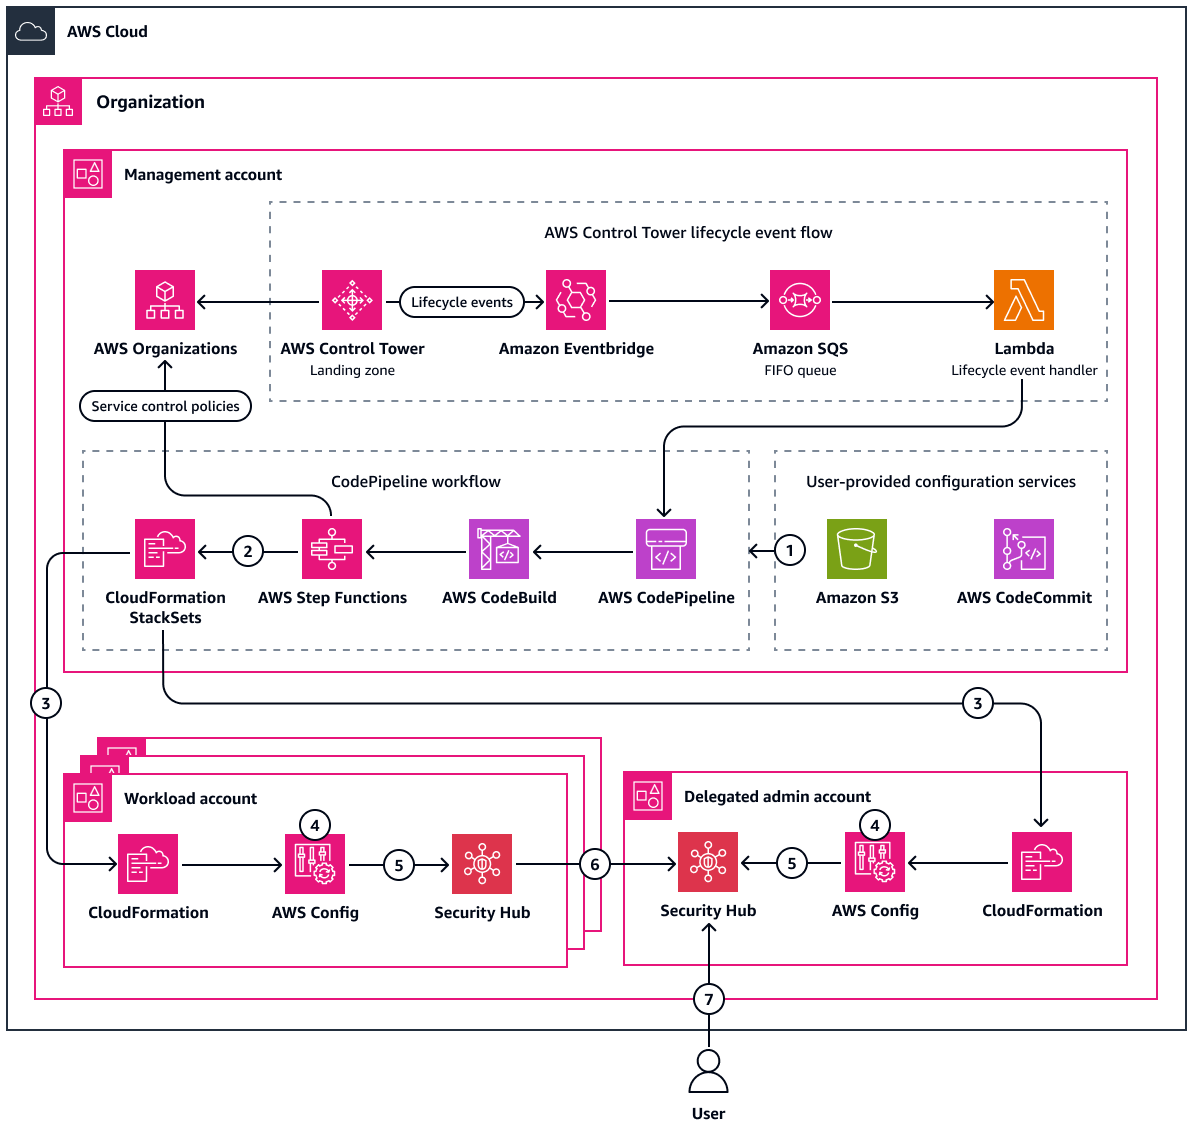 AWS Cloud
Organization
Management account
AWS Control Tower lifecycle event flow
Lifecycle events
AWS Organizations
AWS Control Tower
Landing zone
Amazon Eventbridge
Amazon SQS
FIFO queue
Lambda
Lifecycle event handler
Service control policies
CodePipeline workflow
User-provided configuration services
2
1
CloudFormation
StackSets
AWS Step Functions
AWS CodeBuild
AWS CodePipeline
Amazon S3
AWS CodeCommit
3
3
Workload account
4
5
CloudFormation
AWS Config
Security Hub
6
Delegated admin account
4
5
Security Hub
AWS Config
CloudFormation
7
User